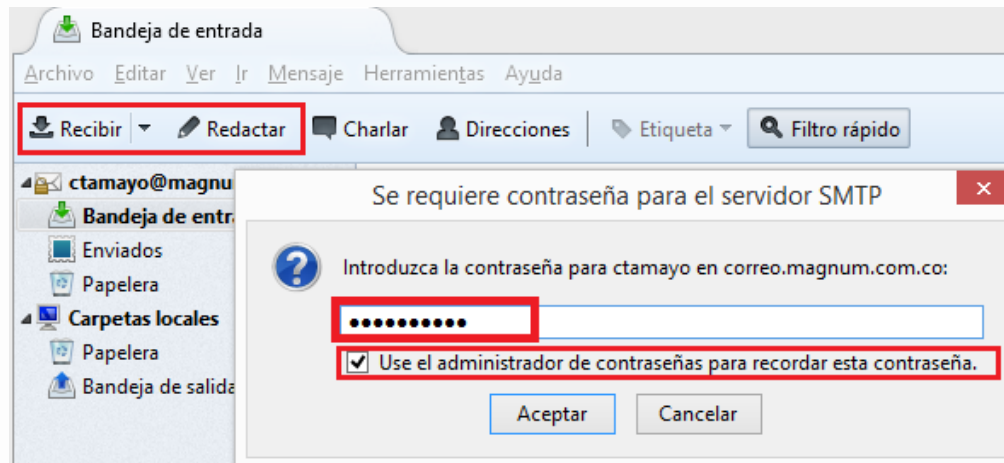 Bandeja de entrada
Archivo Editar Ver Ir Mensaje Herramientas Ayuda
Recibir Redactar Charlar Direcciones Etiqueta Filtro rápido
ctamayo@magnu
Bandeja de entr
Enviados
Papelera
Carpetas locales
Papelera
Bandeja de salida
Se requiere contraseña para el servidor SMTP
Introduzca la contraseña para ctamayo en correo.magnum.com.co:
••••••••••
Use el administrador de contraseñas para recordar esta contraseña.
Aceptar Cancelar